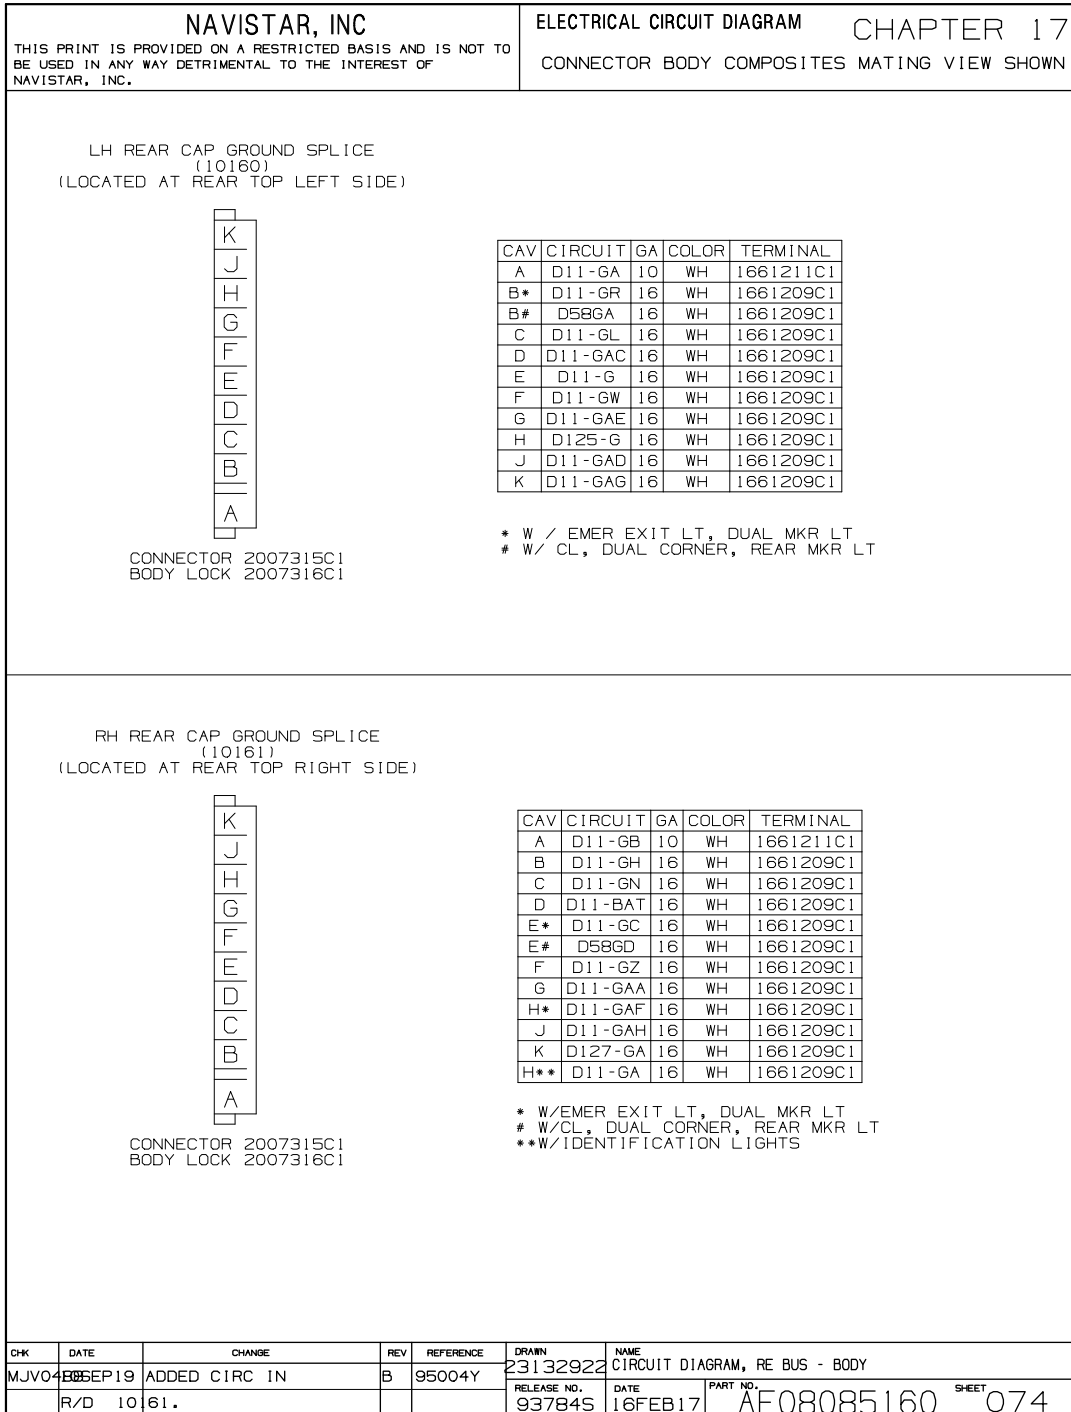 NAVISTAR, INC
THIS PRINT IS PROVIDED ON A RESTRICTED BASIS AND IS NOT TO
BE USED IN ANY WAY DETRIMENTAL TO THE INTEREST OF
NAVISTAR, INC.
ELECTRICAL CIRCUIT DIAGRAM CHAPTER 17
CONNECTOR BODY COMPOSITES MATING VIEW SHOWN
LH REAR CAP GROUND SPLICE
(10160)
(LOCATED AT REAR TOP LEFT SIDE)
K
J
H
G
F
E
D
C
B
A
CONNECTOR 2007315C1
BODY LOCK 2007316C1
CAV CIRCUIT GA COLOR TERMINAL
A D11-GA 10 WH 1661211C1
B* D11-GR 16 WH 1661209C1
B# D58GA 16 WH 1661209C1
C D11-GL 16 WH 1661209C1
D D11-GAC 16 WH 1661209C1
E D11-G 16 WH 1661209C1
F D11-GW 16 WH 1661209C1
G D11-GAE 16 WH 1661209C1
H D125-G 16 WH 1661209C1
J D11-GAD 16 WH 1661209C1
K D11-GAG 16 WH 1661209C1
* W / EMER EXIT LT, DUAL MKR LT
# W/ CL, DUAL CORNER, REAR MKR LT
RH REAR CAP GROUND SPLICE
(10161)
(LOCATED AT REAR TOP RIGHT SIDE)
K
J
H
G
F
E
D
C
B
A
CONNECTOR 2007315C1
BODY LOCK 2007316C1
CAV CIRCUIT GA COLOR TERMINAL
A D11-GB 10 WH 1661211C1
B D11-GH 16 WH 1661209C1
C D11-GN 16 WH 1661209C1
D D11-BAT 16 WH 1661209C1
E* D11-GC 16 WH 1661209C1
E# D58GD 16 WH 1661209C1
F D11-GZ 16 WH 1661209C1
G D11-GAA 16 WH 1661209C1
H* D11-GAF 16 WH 1661209C1
J D11-GAH 16 WH 1661209C1
K D127-GA 16 WH 1661209C1
H** D11-GA 16 WH 1661209C1
* W/EMER EXIT LT, DUAL MKR LT
# W/CL, DUAL CORNER, REAR MKR LT
**W/IDENTIFICATION LIGHTS
CHK DATE CHANGE REV REFERENCE
ADDED CIRC IN B 95004Y
R/D 10161.
DRAWN
23132922
NAME
CIRCUIT DIAGRAM, RE BUS - BODY
RELEASE NO.
93784S
DATE
16FEB17
PART NO.
AE08085160
SHEET
074